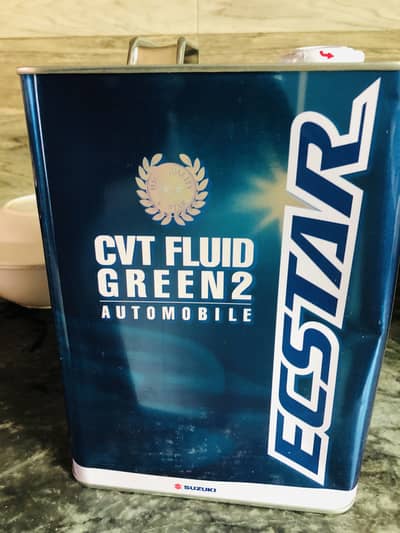 CVT FLUID
GREEN2
AUTOMOBILE
ECSTAR
SUZUKI